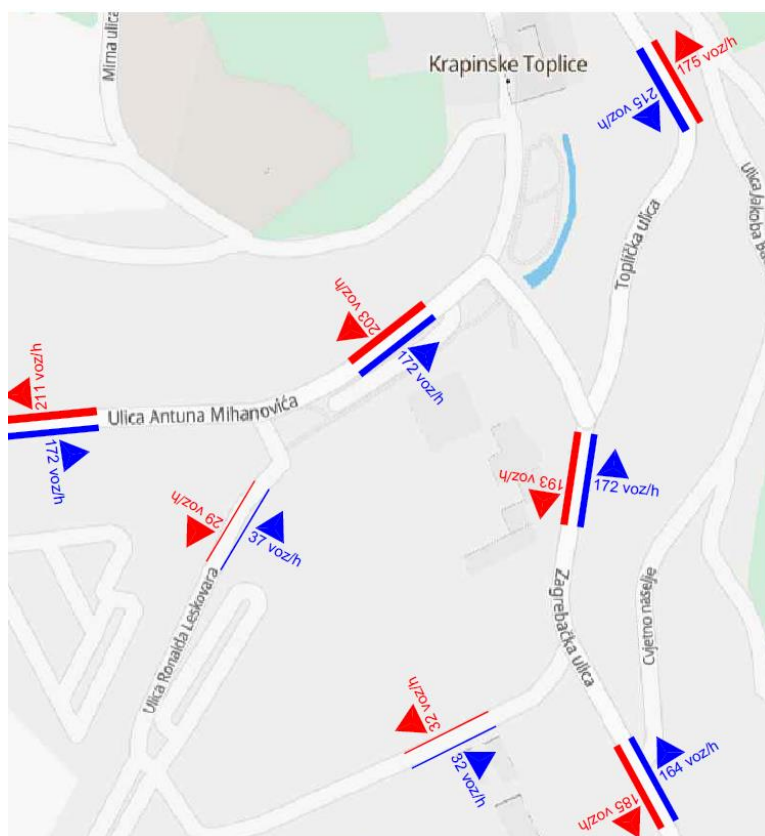 Mirna ulica
Krapinske Toplice
175 voz/h
215 voz/h
Toplička ulica
203 voz/h
172 voz/h
211 voz/h
Ulica Antuna Mihanovića
172 voz/h
193 voz/h
172 voz/h
29 voz/h
37 voz/h
Ulica Ronalda Leskovara
Zagrebačka ulica
Cvjetno naselje
32 voz/h
32 voz/h
164 voz/h
185 voz/h
Ulica Jakoba